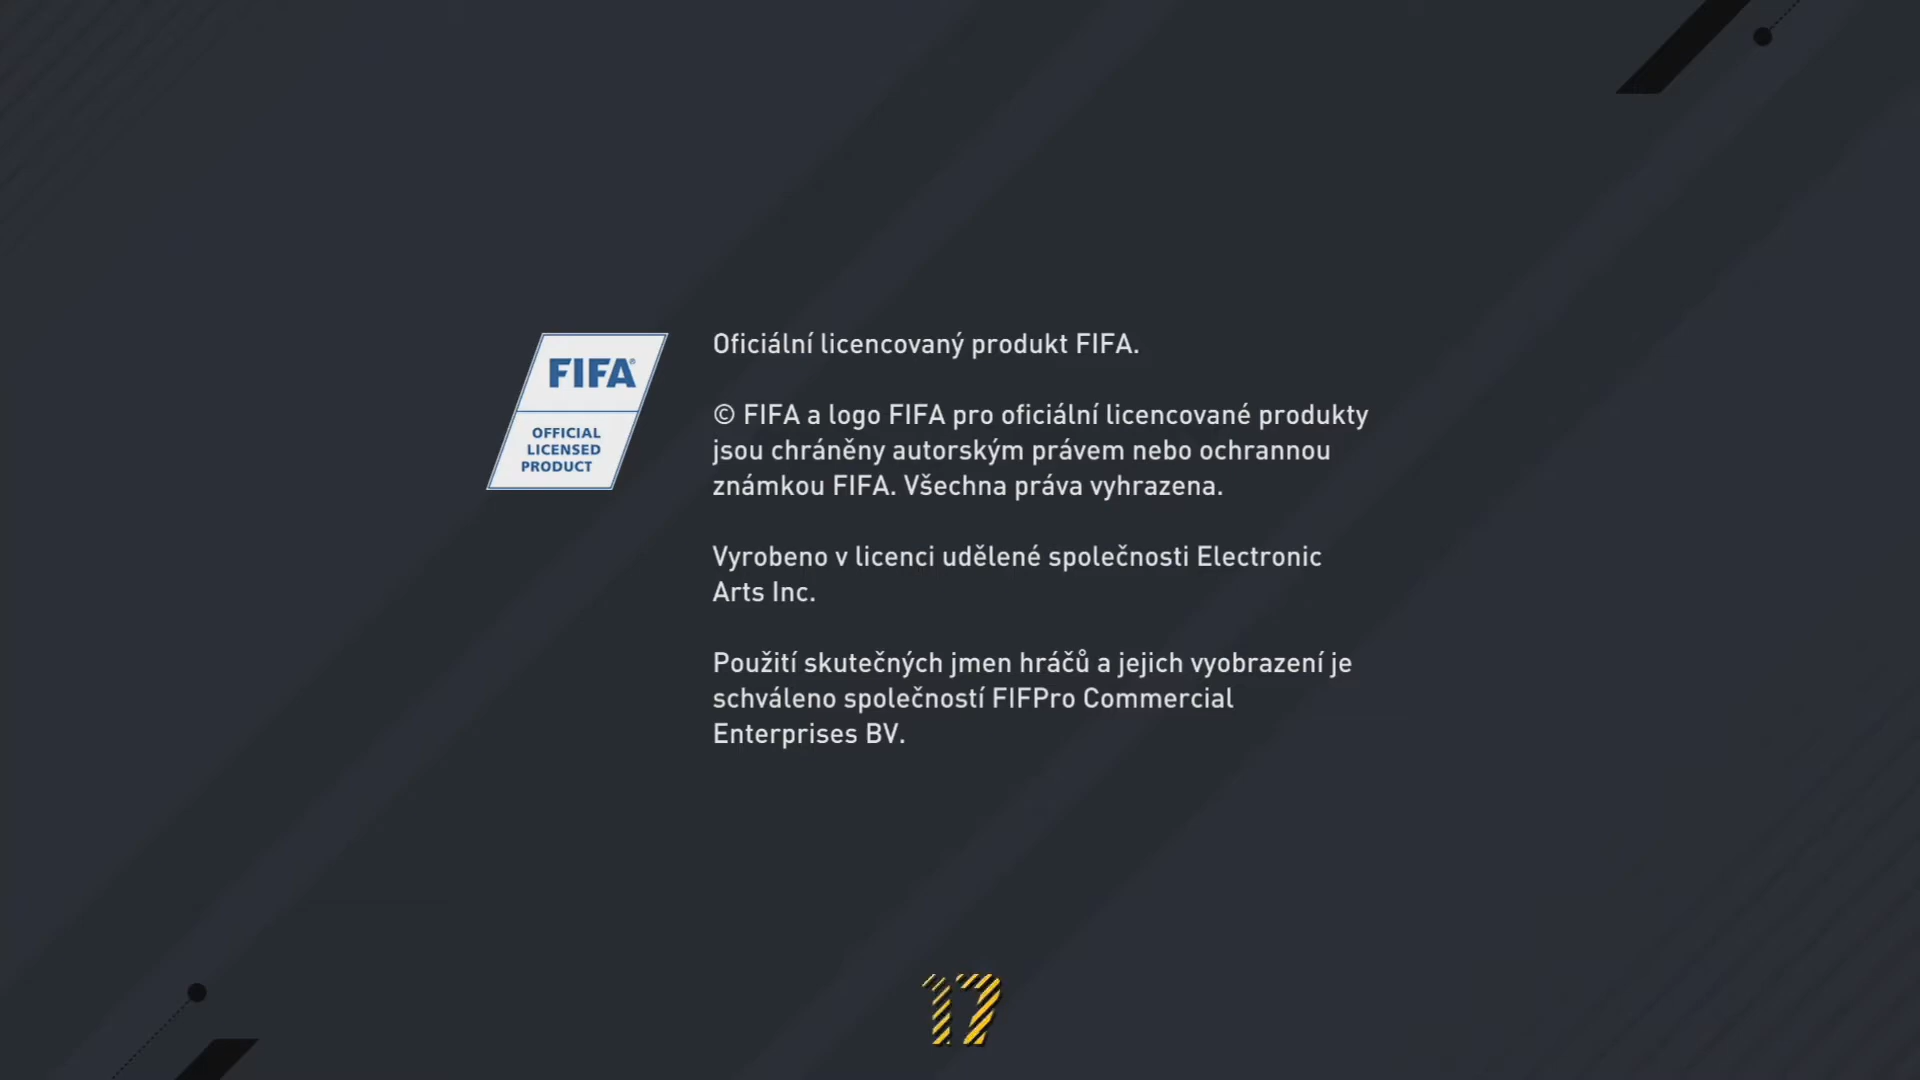 FIFA®
OFFICIAL
LICENSED
PRODUCT
Oficiální licencovaný produkt FIFA.
© FIFA a logo FIFA pro oficiální licencované produkty
jsou chráněny autorským právem nebo ochrannou
známkou FIFA. Všechna práva vyhrazena.
Vyrobeno v licenci udělené společnosti Electronic
Arts Inc.
Použití skutečných jmen hráčů a jejich vyobrazení je
schváleno společností FIFPro Commercial
Enterprises BV.
17